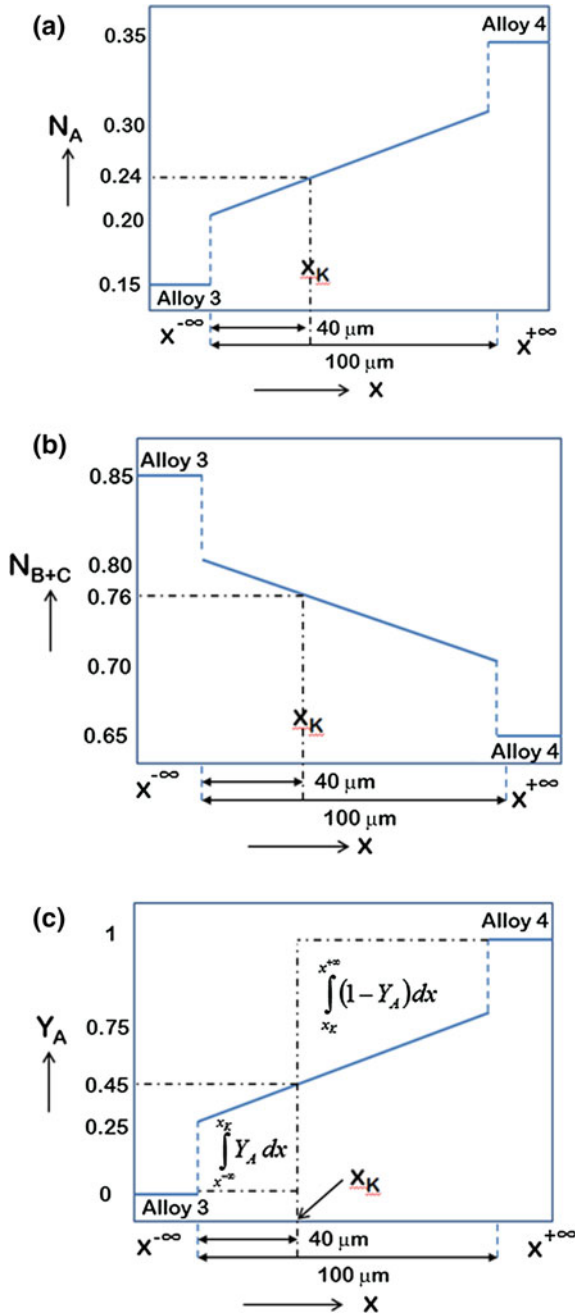 (a)
0.35
Alloy 4
N_A
0.30
0.24
0.20
X_K
0.15
Alloy 3
x^{-∞}
40 μm
x^{+∞}
100 μm
x
(b)
0.85
Alloy 3
0.80
N_{B+C}
0.76
0.70
X_K
0.65
Alloy 4
x^{-∞}
40 μm
x^{+∞}
100 μm
x
(c)
1
Alloy 4
\int_{x_K}^{x^{+∞}} (1-Y_A) dx
0.75
Y_A
0.45
0.25
\int_{x^{-∞}}^{x_K} Y_A dx
X_K
0
Alloy 3
x^{-∞}
40 μm
x^{+∞}
100 μm
x